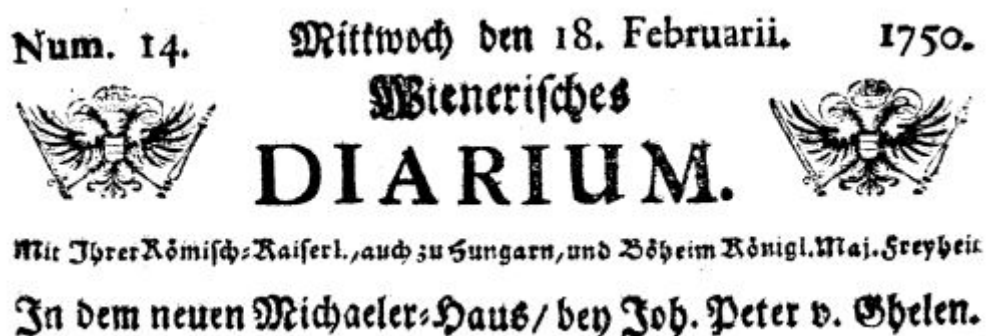 Num. 14. Mittwoch den 18. Februarii. 1750.
Wienerisches
DIARIUM.
Mit Ihrer Römisch-Kaiserl., auch zu Hungarn, und Böheim Königl. Maj. Freyheit
In dem neuen Michaeler-Haus/ bey Joh. Peter v. Ghelen.